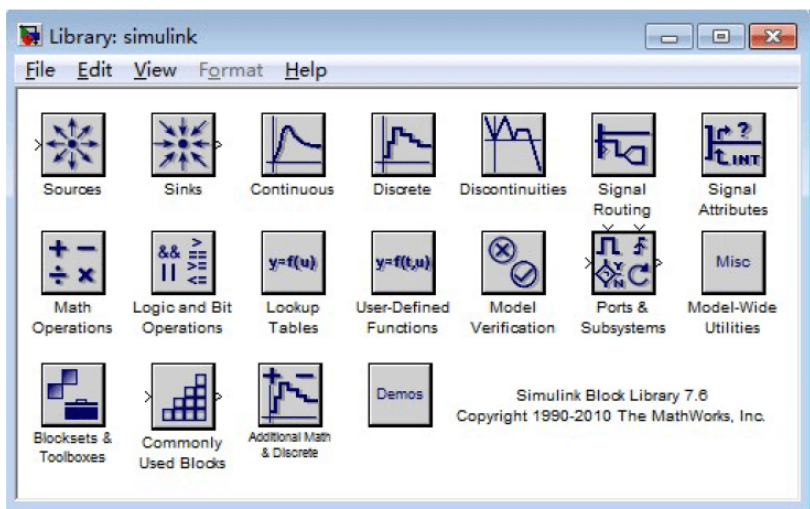 Library: simulink
File Edit View Format Help
Sources Sinks Continuous Discrete Discontinuities Signal Signal
Routing Attributes
+ − ÷ ×
&& || > == >= <=
y=f(u)
y=f(t,u)
Y
N
? INT
Misc
Math Logic and Bit Lookup User-Defined Model Ports & Model-Wide
Operations Operations Tables Functions Verification Subsystems Utilities
+ −
Demos
Simulink Block Library 7.6
Copyright 1990-2010 The MathWorks, Inc.
Blocksets & Commonly Additional Math
Toolboxes Used Blocks & Discrete